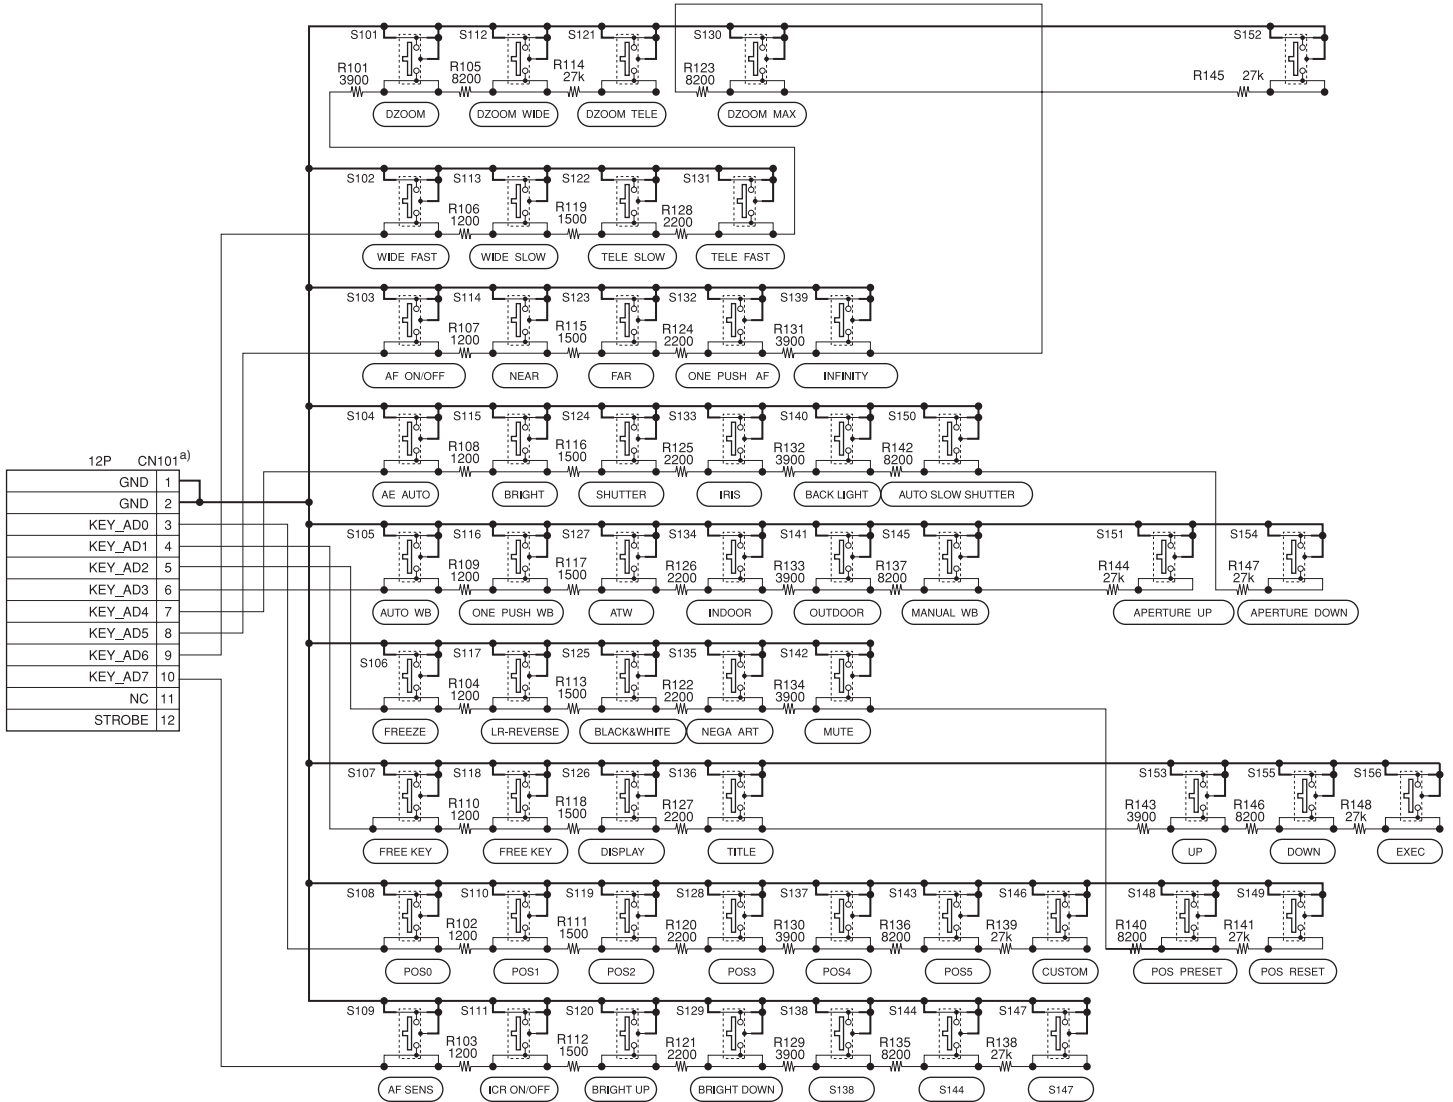 S101 S112 S121 S130 S152
R101 3900 R105 8200 R114 27k R123 8200 R145 27k
DZOOM DZOOM WIDE DZOOM TELE DZOOM MAX
S102 S113 S122 S131
R106 1200 R119 1500 R128 2200
WIDE FAST WIDE SLOW TELE SLOW TELE FAST
S103 S114 S123 S132 S139
R107 1200 R115 1500 R124 2200 R131 3900
AF ON/OFF NEAR FAR ONE PUSH AF INFINITY
S104 S115 S124 S133 S140 S150
R108 1200 R116 1500 R125 2200 R132 3900 R142 8200
AE AUTO BRIGHT SHUTTER IRIS BACK LIGHT AUTO SLOW SHUTTER
12P CN101a)
GND 1
GND 2
KEY_AD0 3
KEY_AD1 4
KEY_AD2 5
KEY_AD3 6
KEY_AD4 7
KEY_AD5 8
KEY_AD6 9
KEY_AD7 10
NC 11
STROBE 12
S105 S116 S127 S134 S141 S145 S151 S154
R109 1200 R117 1500 R126 2200 R133 3900 R137 8200 R144 27k R147 27k
AUTO WB ONE PUSH WB ATW INDOOR OUTDOOR MANUAL WB APERTURE UP APERTURE DOWN
S106 S117 S125 S135 S142
R104 1200 R113 1500 R122 2200 R134 3900
FREEZE LR-REVERSE BLACK&WHITE NEGA ART MUTE
S107 S118 S126 S136 S153 S155 S156
R110 1200 R118 1500 R127 2200 R143 3900 R146 8200 R148 27k
FREE KEY FREE KEY DISPLAY TITLE UP DOWN EXEC
S108 S110 S119 S128 S137 S143 S146 S148 S149
R102 1200 R111 1500 R120 2200 R130 3900 R136 8200 R139 27k R140 8200 R141 27k
POS0 POS1 POS2 POS3 POS4 POS5 CUSTOM POS PRESET POS RESET
S109 S111 S120 S129 S138 S144 S147
R103 1200 R112 1500 R121 2200 R129 3900 R135 8200 R138 27k
AF SENS ICR ON/OFF BRIGHT UP BRIGHT DOWN S138 S144 S147